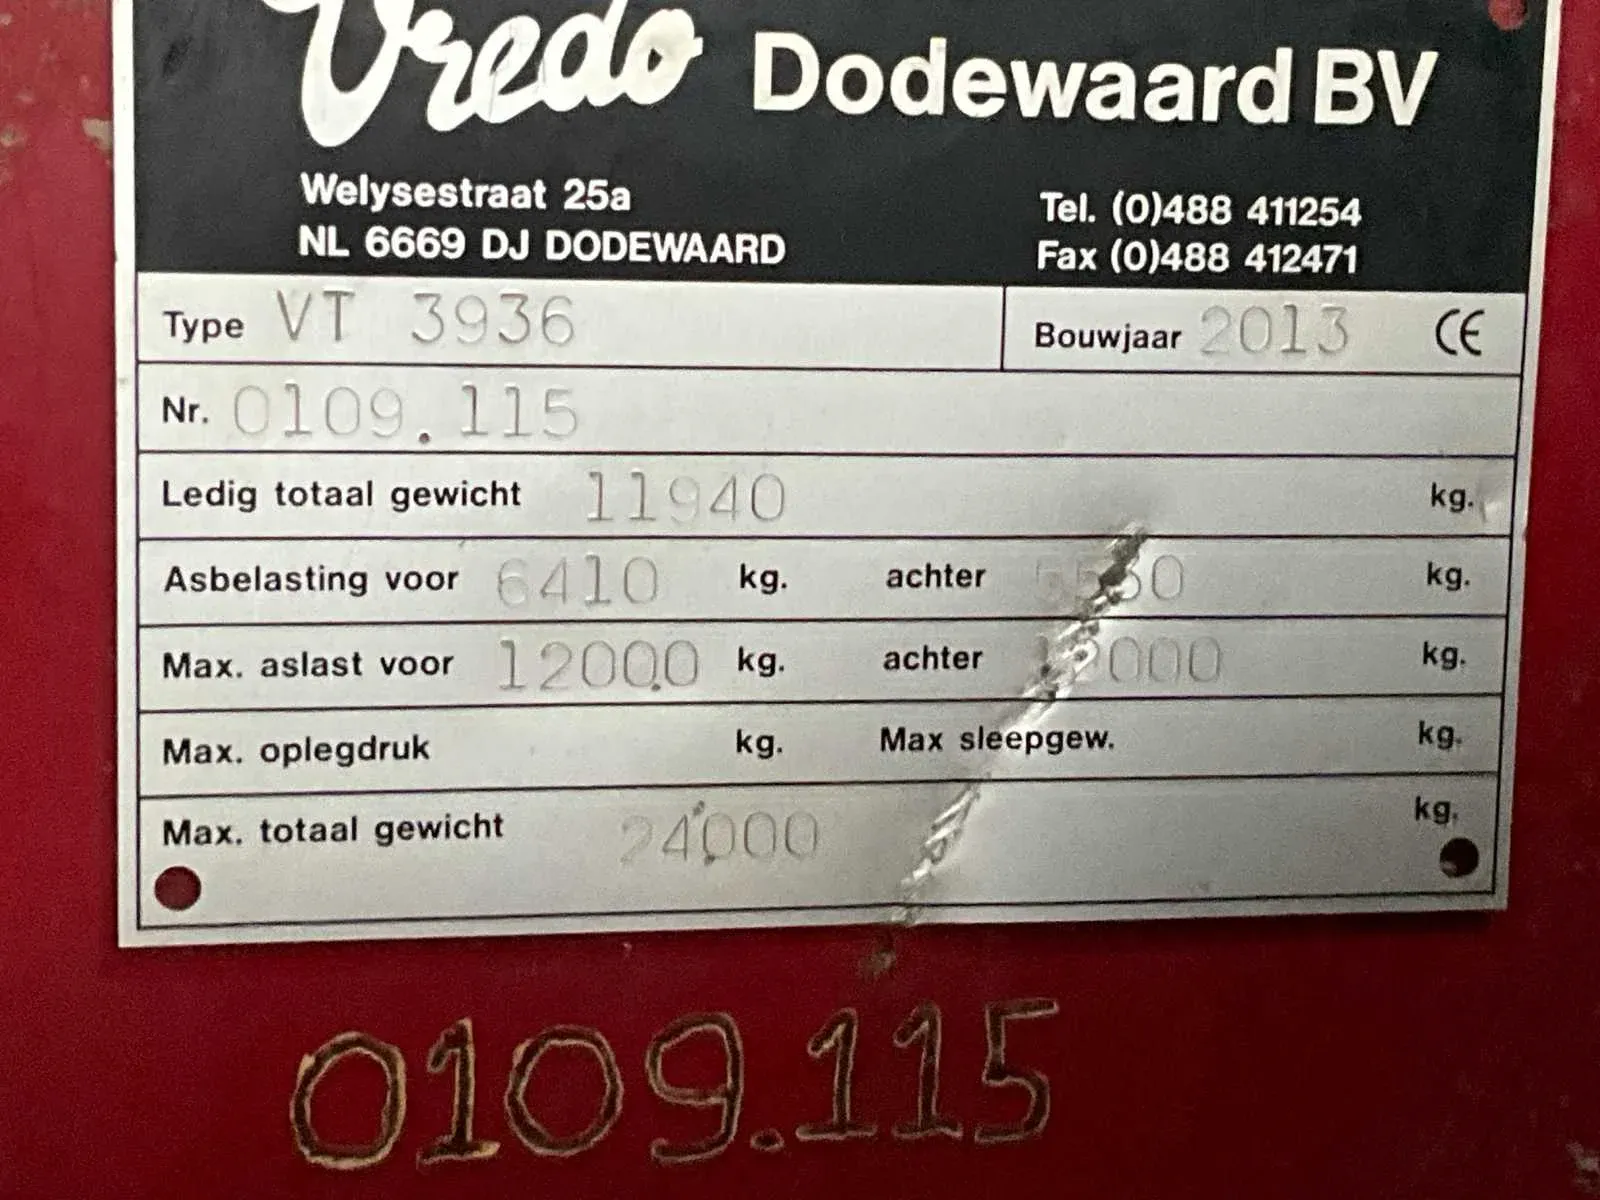 Vredo Dodewaard BV
Welysestraat 25a
NL 6669 DJ DODEWAARD
Tel. (0)488 411254
Fax (0)488 412471
Type VT 3936 Bouwjaar 2013 CE
Nr. 0109.115
Ledig totaal gewicht 11940 kg.
Asbelasting voor 6410 kg. achter kg.
Max. aslast voor 12000 kg. achter kg.
Max. oplegdruk kg. Max sleepgew. kg.
Max. totaal gewicht 24000 kg.
0109.115